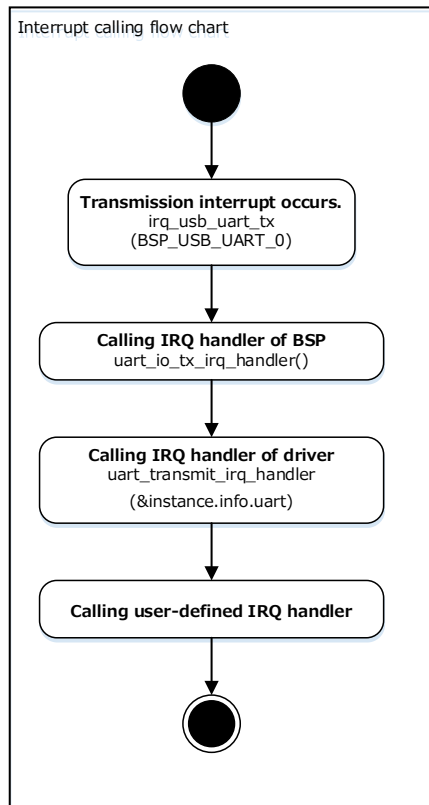 Interrupt calling flow chart
Transmission interrupt occurs.
irq_usb_uart_tx
(BSP_USB_UART_0)
Calling IRQ handler of BSP
uart_io_tx_irq_handler()
Calling IRQ handler of driver
uart_transmit_irq_handler
(&instance.info.uart)
Calling user-defined IRQ handler